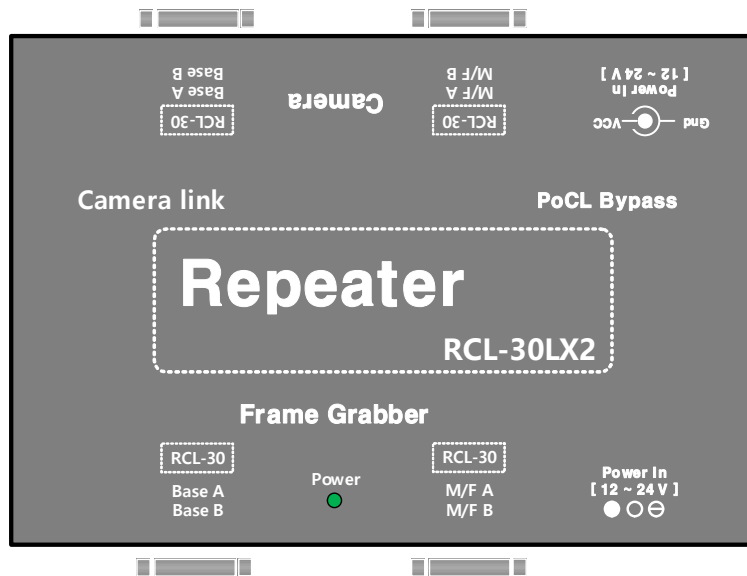 Base B
Base A
RCL-30
Camera
M/F B
M/F A
RCL-30
[ 12 ~ 24 V ]
Power In
Gnd
VCC
Camera link
PoCL Bypass
Repeater
RCL-30LX2
Frame Grabber
RCL-30
Base A
Base B
Power
RCL-30
M/F A
M/F B
Power In
[ 12 ~ 24 V ]